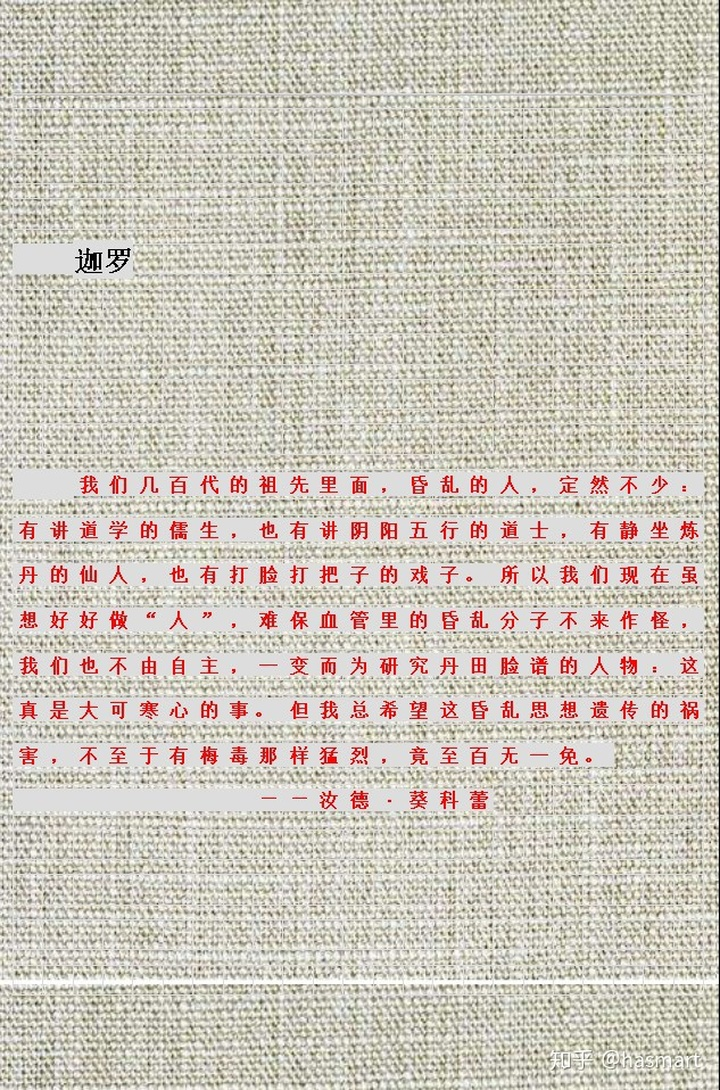 迦罗
我们几百代的祖先里面，昏乱的人，定然不少：
有讲道学的儒生，也有讲阴阳五行的道士，有静坐炼
丹的仙人，也有打脸打把子的戏子。所以我们现在虽
想好好做“人”，难保血管里的昏乱分子不来作怪，
我们也不由自主，一变而为研究丹田脸谱的人物：这
真是大可寒心的事。但我总希望这昏乱思想遗传的祸
害，不至于有梅毒那样猛烈，竟至百无一免。
——汝德·葵科蕾
知乎 @hasmart